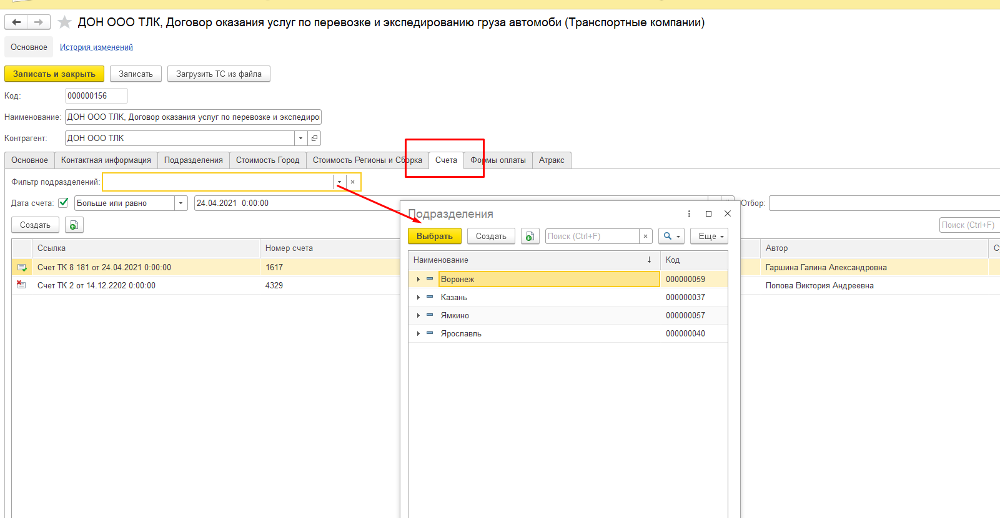 ДОН ООО ТЛК, Договор оказания услуг по перевозке и экспедированию груза автомоби (Транспортные компании)
Основное История изменений
Записать и закрыть Записать Загрузить ТС из файла
Код: 000000156
Наименование: ДОН ООО ТЛК, Договор оказания услуг по перевозке и экспедиро
Контрагент: ДОН ООО ТЛК
Основное Контактная информация Подразделения Стоимость Город Стоимость Регионы и Сборка Счета Формы оплаты Атракс
Фильтр подразделений:
Дата счета: Больше или равно 24.04.2021 0:00:00 Отбор:
Создать Поиск (Ctrl+F)
Ссылка Номер счета Автор
Счет ТК 8 181 от 24.04.2021 0:00:00 1617 Гаршина Галина Александровна
Счет ТК 2 от 14.12.2202 0:00:00 4329 Попова Виктория Андреевна
Подразделения
Выбрать Создать Поиск (Ctrl+F) Еще
Наименование Код
Воронеж 000000059
Казань 000000037
Ямкино 000000057
Ярославль 000000040